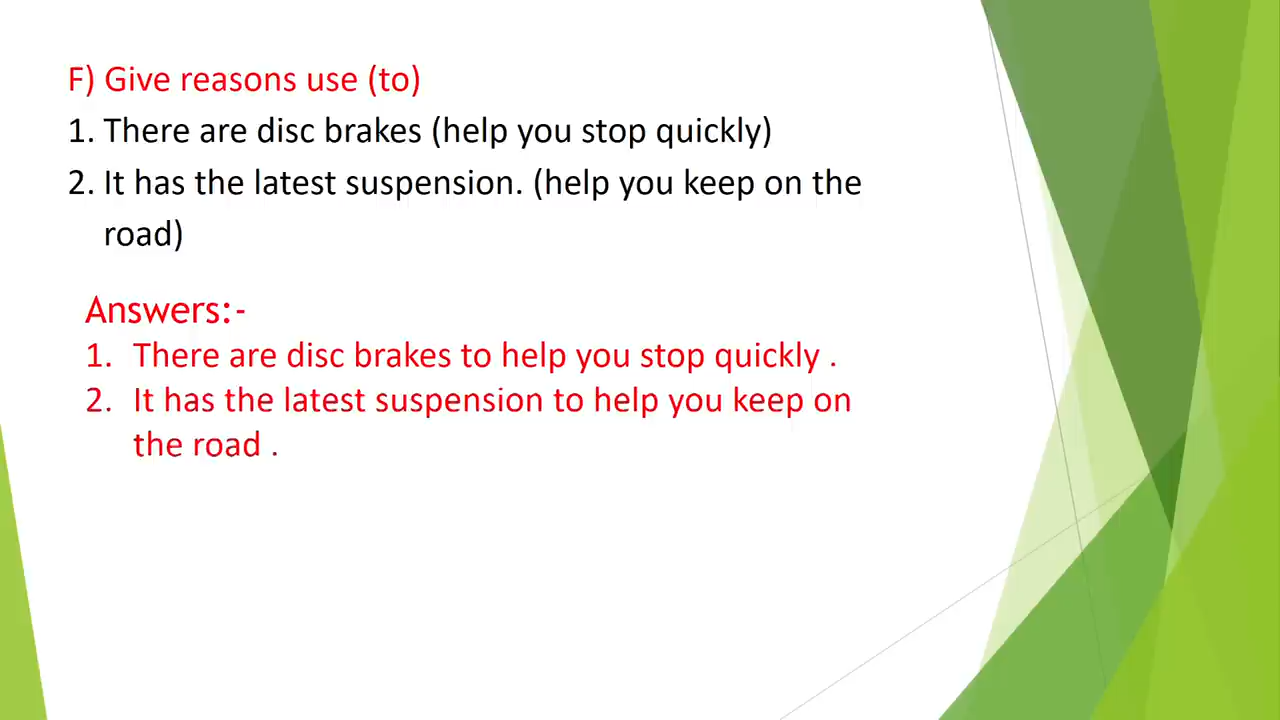 F) Give reasons use (to)
1. There are disc brakes (help you stop quickly)
2. It has the latest suspension. (help you keep on the
road)
Answers:-
1. There are disc brakes to help you stop quickly .
2. It has the latest suspension to help you keep on
the road .